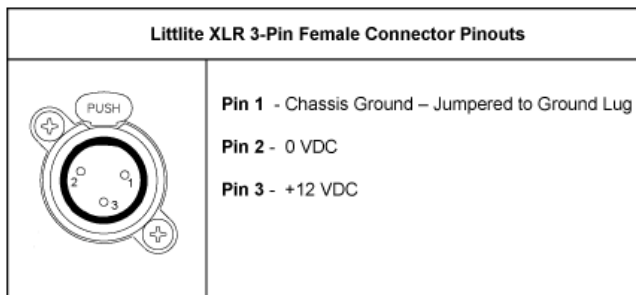 Littlite XLR 3-Pin Female Connector Pinouts
PUSH
2
1
3
Pin 1 - Chassis Ground – Jumpered to Ground Lug
Pin 2 - 0 VDC
Pin 3 - +12 VDC